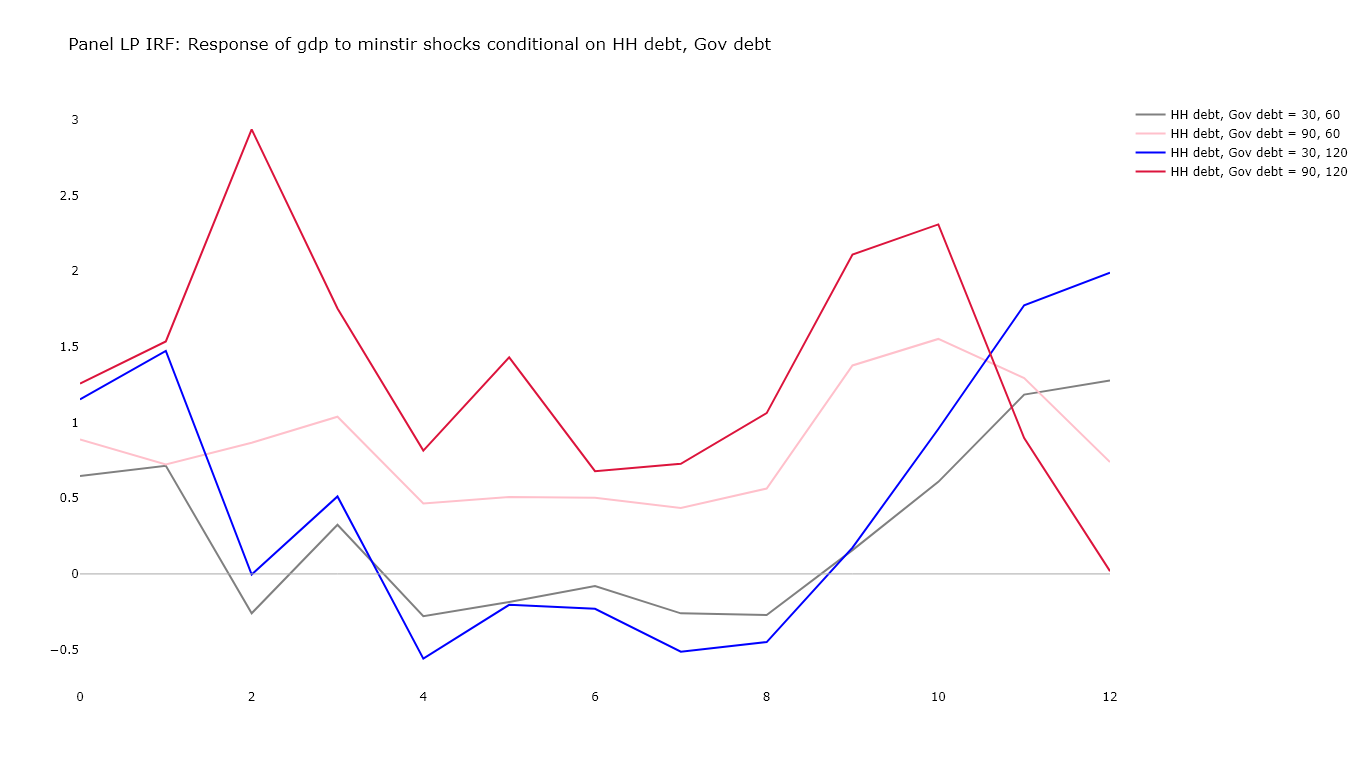 Panel LP IRF: Response of gdp to minstir shocks conditional on HH debt, Gov debt
HH debt, Gov debt = 30, 60
HH debt, Gov debt = 90, 60
HH debt, Gov debt = 30, 120
HH debt, Gov debt = 90, 120
3
2.5
2
1.5
1
0.5
0
−0.5
0 2 4 6 8 10 12